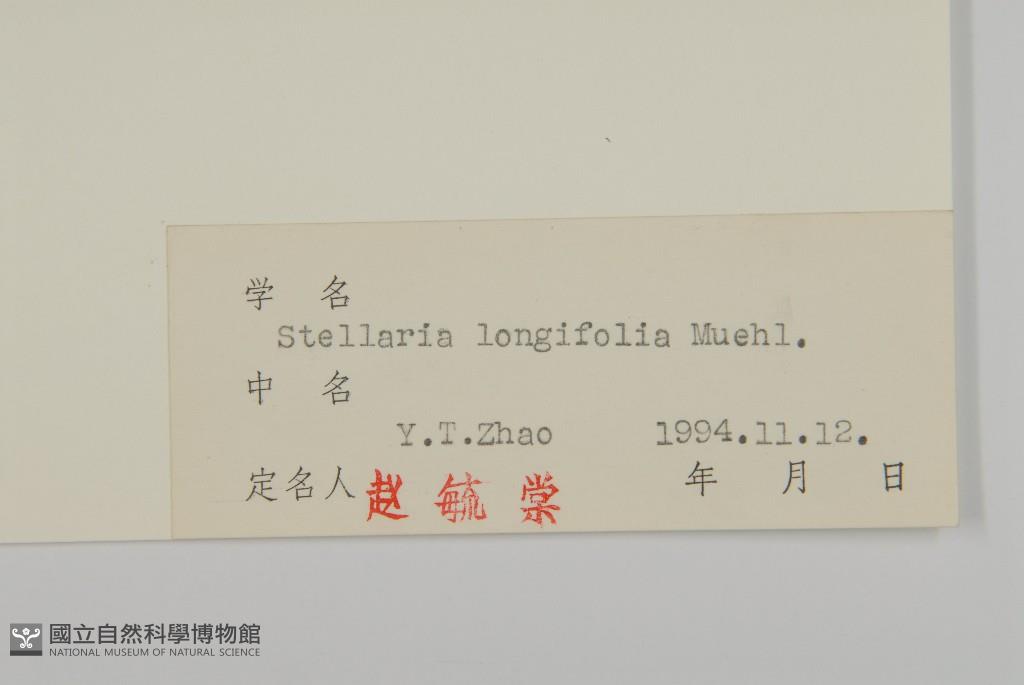 学 名
Stellaria longifolia Muehl.
中 名
Y.T.Zhao 1994.11.12.
定名人 赵毓棠 年 月 日
國立自然科學博物館
NATIONAL MUSEUM OF NATURAL SCIENCE